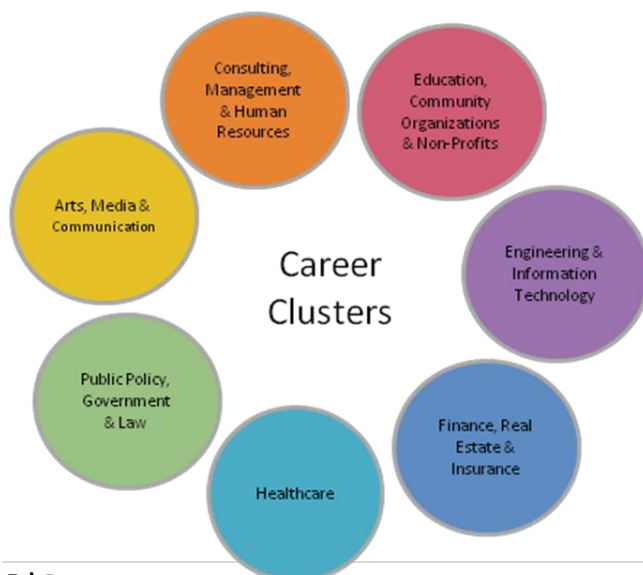 Consulting,
Management
& Human
Resources
Education,
Community
Organizations
& Non-Profits
Arts, Media &
Communication
Engineering &
Information
Technology
Career
Clusters
Public Policy,
Government
& Law
Finance, Real
Estate &
Insurance
Healthcare